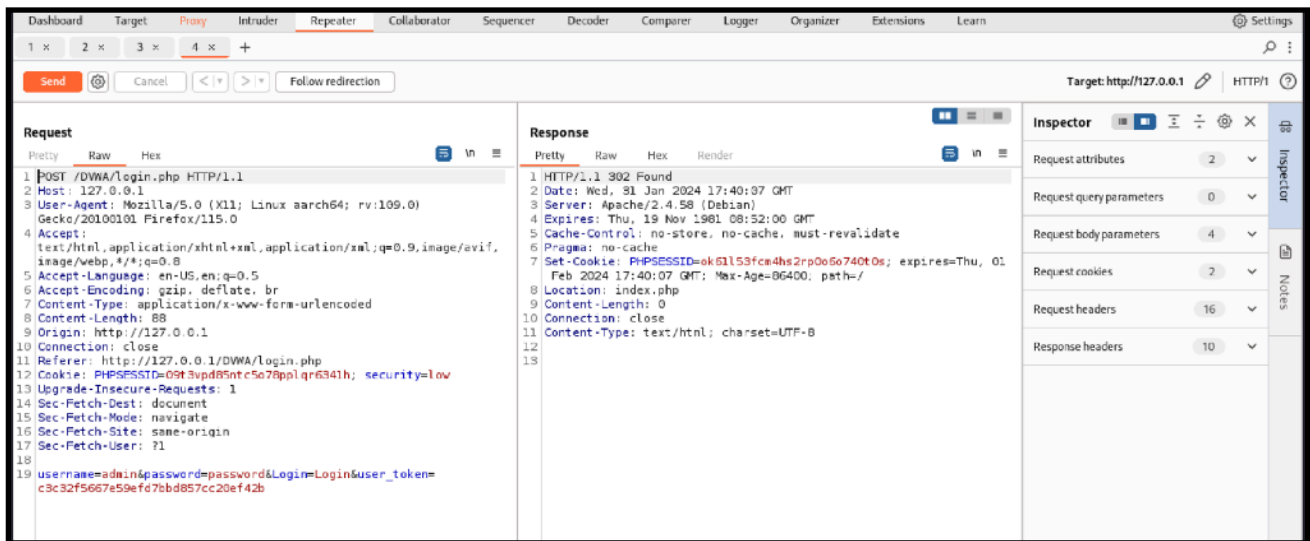 Dashboard Target Proxy Intruder Repeater Collaborator Sequencer Decoder Comparer Logger Organizer Extensions Learn Settings
1 × 2 × 3 × 4 × +
Send Cancel < > Follow redirection Target: http://127.0.0.1 HTTP/1
Request
Pretty Raw Hex \n
1 POST /DVWA/login.php HTTP/1.1
2 Host: 127.0.0.1
3 User-Agent: Mozilla/5.0 (X11; Linux aarch64; rv:109.0)
Gecko/20100101 Firefox/115.0
4 Accept:
text/html,application/xhtml+xml,application/xml;q=0.9,image/avif,
image/webp,*/*;q=0.8
5 Accept-Language: en-US,en;q=0.5
6 Accept-Encoding: gzip, deflate, br
7 Content-Type: application/x-www-form-urlencoded
8 Content-Length: 88
9 Origin: http://127.0.0.1
10 Connection: close
11 Referer: http://127.0.0.1/DVWA/login.php
12 Cookie: PHPSESSID=09t3vpd85ntc5o78pplqr6341h; security=low
13 Upgrade-Insecure-Requests: 1
14 Sec-Fetch-Dest: document
15 Sec-Fetch-Mode: navigate
16 Sec-Fetch-Site: same-origin
17 Sec-Fetch-User: ?1
18
19 username=admin&password=password&Login=Login&user_token=
c3c32f5667e59efd7bbd857cc20ef42b
Response
Pretty Raw Hex Render \n
1 HTTP/1.1 302 Found
2 Date: Wed, 31 Jan 2024 17:40:07 GMT
3 Server: Apache/2.4.58 (Debian)
4 Expires: Thu, 19 Nov 1981 08:52:00 GMT
5 Cache-Control: no-store, no-cache, must-revalidate
6 Pragma: no-cache
7 Set-Cookie: PHPSESSID=ok61l53fcm4hs2rp0o6o740t0s; expires=Thu, 01
Feb 2024 17:40:07 GMT; Max-Age=86400; path=/
8 Location: index.php
9 Content-Length: 0
10 Connection: close
11 Content-Type: text/html; charset=UTF-8
12
13
Inspector
Request attributes 2
Request query parameters 0
Request body parameters 4
Request cookies 2
Request headers 16
Response headers 10
Inspector
Notes